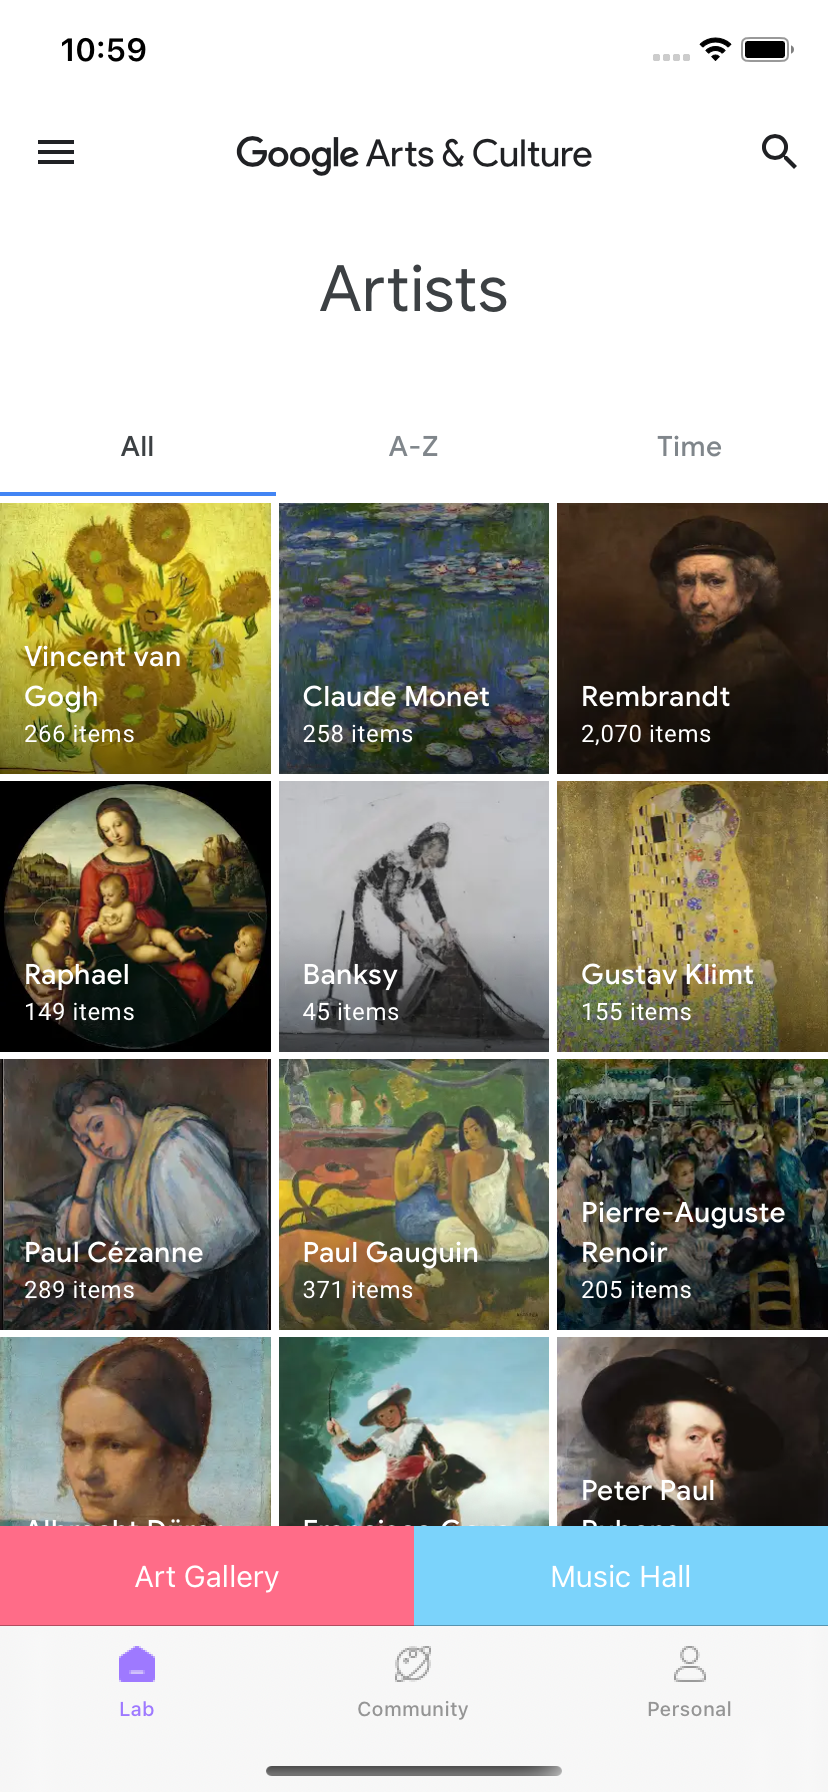 10:59
Google Arts & Culture
Artists
All
A-Z
Time
Vincent van
Gogh
266 items
Claude Monet
258 items
Rembrandt
2,070 items
Raphael
149 items
Banksy
45 items
Gustav Klimt
155 items
Paul Cézanne
289 items
Paul Gauguin
371 items
Pierre-Auguste
Renoir
205 items
Peter Paul
Art Gallery
Music Hall
Lab
Community
Personal